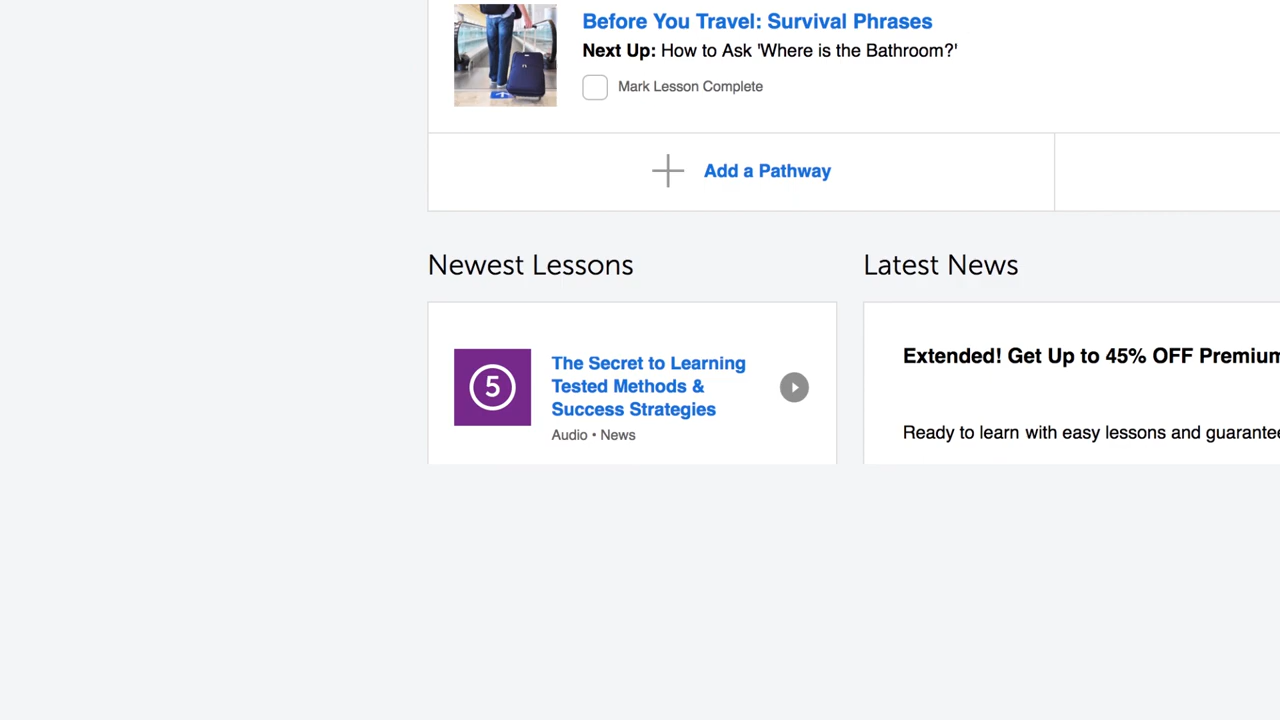 Before You Travel: Survival Phrases
Next Up: How to Ask 'Where is the Bathroom?'
Mark Lesson Complete
Add a Pathway
Newest Lessons
5
The Secret to Learning
Tested Methods &
Success Strategies
Audio • News
Latest News
Extended! Get Up to 45% OFF Premium
Ready to learn with easy lessons and guarantee